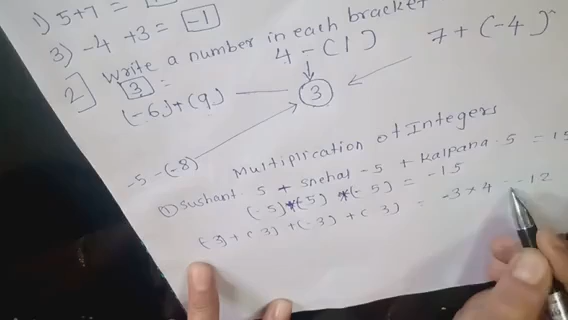 1) 5+7 =
3) -4 +3 = -1
2] Write a number in each bracket
3 :
4 - (1)
7 + (-4)
(-6)+(9)
3
-5 - (-8)
Multiplication of Integers
① Sushant. 5 + Snehal -5 + Kalpana. 5 = 15
(-5) * (-5) * (-5) = -15
(-3) + (-3) + (-3) + (-3) = -3 × 4 = -12